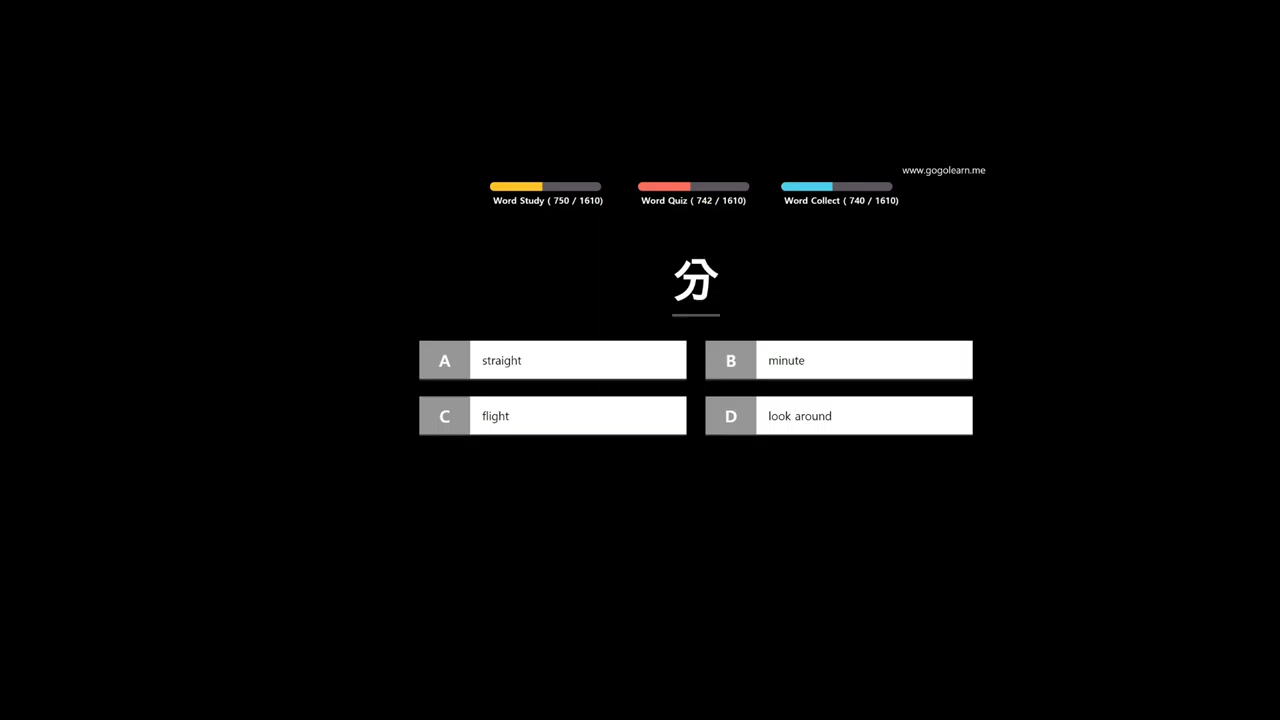 www.gogolearn.me
Word Study ( 750 / 1610)
Word Quiz ( 742 / 1610)
Word Collect ( 740 / 1610)
分
A straight
B minute
C flight
D look around